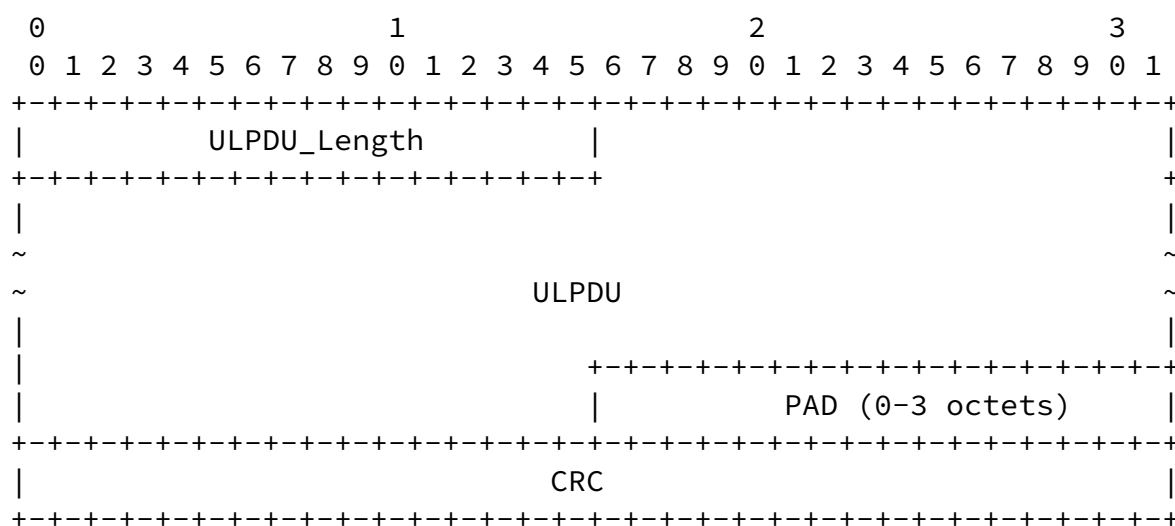 0                   1                   2                   3
 0 1 2 3 4 5 6 7 8 9 0 1 2 3 4 5 6 7 8 9 0 1 2 3 4 5 6 7 8 9 0 1
+-+-+-+-+-+-+-+-+-+-+-+-+-+-+-+-+-+-+-+-+-+-+-+-+-+-+-+-+-+-+-+-+
|          ULPDU_Length         |                               |
+-+-+-+-+-+-+-+-+-+-+-+-+-+-+-+-+                               +
|                                                               |
~                                                               ~
~                            ULPDU                              ~
|                                                               |
|                               +-+-+-+-+-+-+-+-+-+-+-+-+-+-+-+-+
|                               |          PAD (0-3 octets)     |
+-+-+-+-+-+-+-+-+-+-+-+-+-+-+-+-+-+-+-+-+-+-+-+-+-+-+-+-+-+-+-+-+
|                             CRC                               |
+-+-+-+-+-+-+-+-+-+-+-+-+-+-+-+-+-+-+-+-+-+-+-+-+-+-+-+-+-+-+-+-+